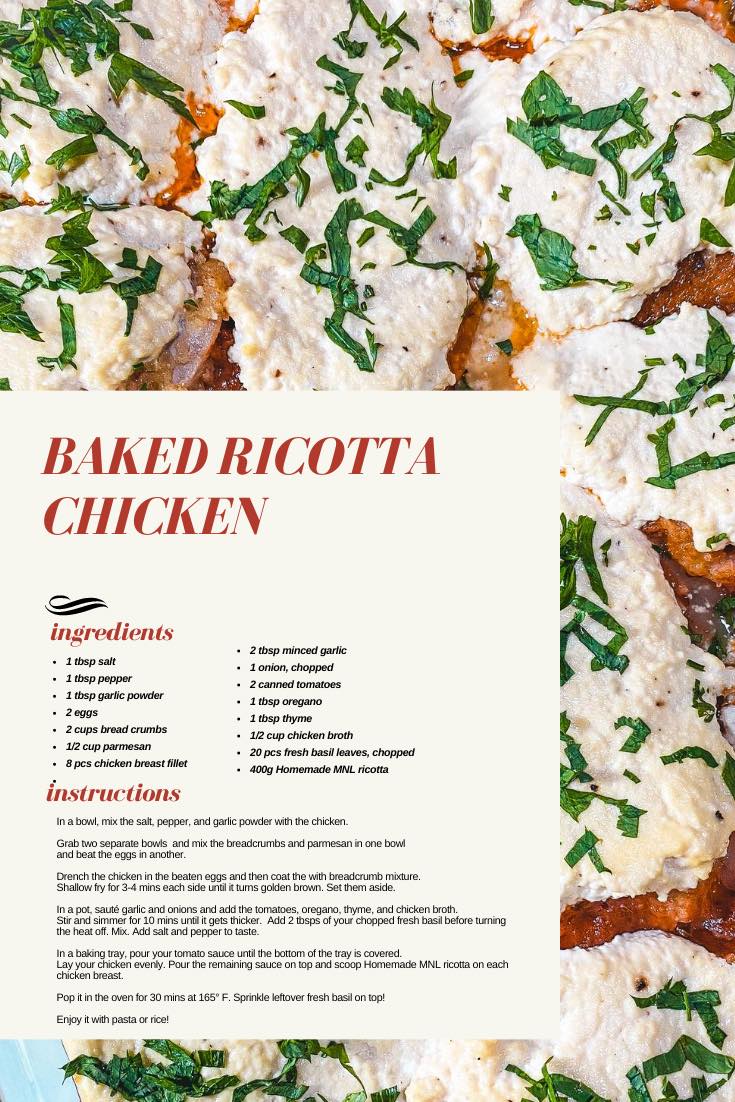 BAKED RICOTTA
CHICKEN
ingredients
• 1 tbsp salt
• 1 tbsp pepper
• 1 tbsp garlic powder
• 2 eggs
• 2 cups bread crumbs
• 1/2 cup parmesan
• 8 pcs chicken breast fillet
•
• 2 tbsp minced garlic
• 1 onion, chopped
• 2 canned tomatoes
• 1 tbsp oregano
• 1 tbsp thyme
• 1/2 cup chicken broth
• 20 pcs fresh basil leaves, chopped
• 400g Homemade MNL ricotta
instructions
In a bowl, mix the salt, pepper, and garlic powder with the chicken.
Grab two separate bowls and mix the breadcrumbs and parmesan in one bowl
and beat the eggs in another.
Drench the chicken in the beaten eggs and then coat the with breadcrumb mixture.
Shallow fry for 3-4 mins each side until it turns golden brown. Set them aside.
In a pot, sauté garlic and onions and add the tomatoes, oregano, thyme, and chicken broth.
Stir and simmer for 10 mins until it gets thicker. Add 2 tbsps of your chopped fresh basil before turning
the heat off. Mix. Add salt and pepper to taste.
In a baking tray, pour your tomato sauce until the bottom of the tray is covered.
Lay your chicken evenly. Pour the remaining sauce on top and scoop Homemade MNL ricotta on each
chicken breast.
Pop it in the oven for 30 mins at 165° F. Sprinkle leftover fresh basil on top!
Enjoy it with pasta or rice!